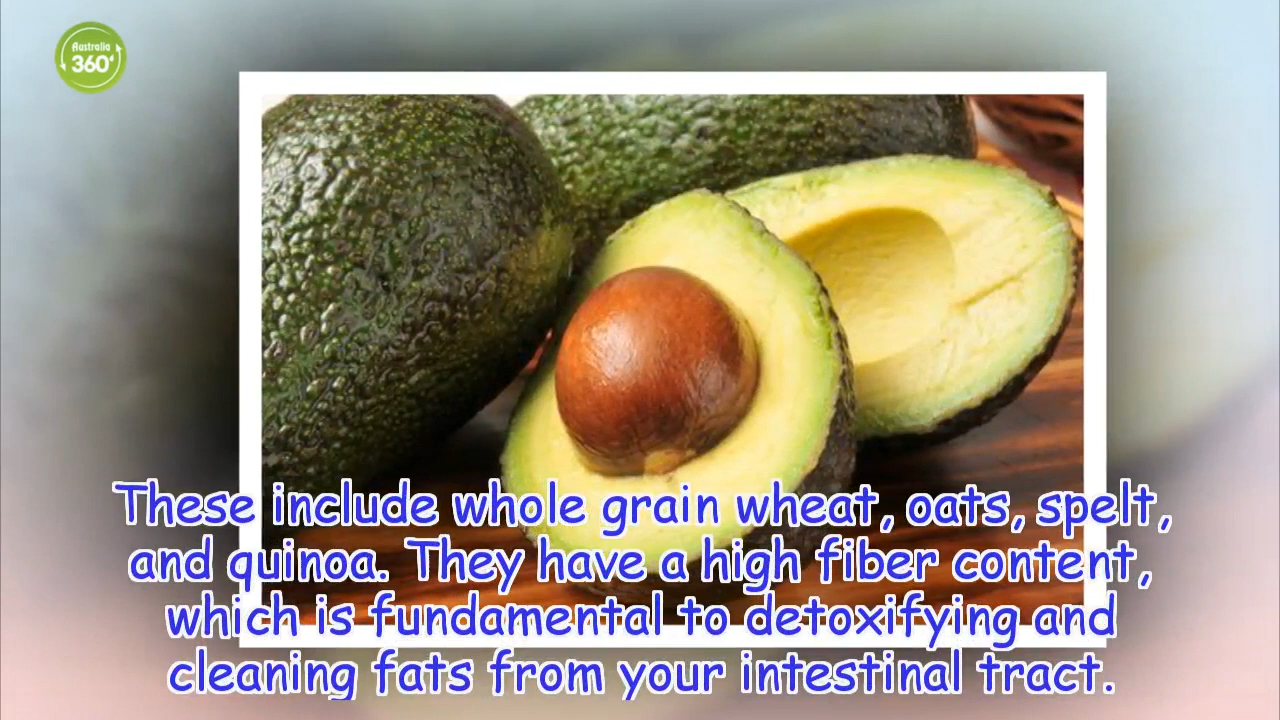 Australia
360°
These include whole grain wheat, oats, spelt,
and quinoa. They have a high fiber content,
which is fundamental to detoxifying and
cleaning fats from your intestinal tract.